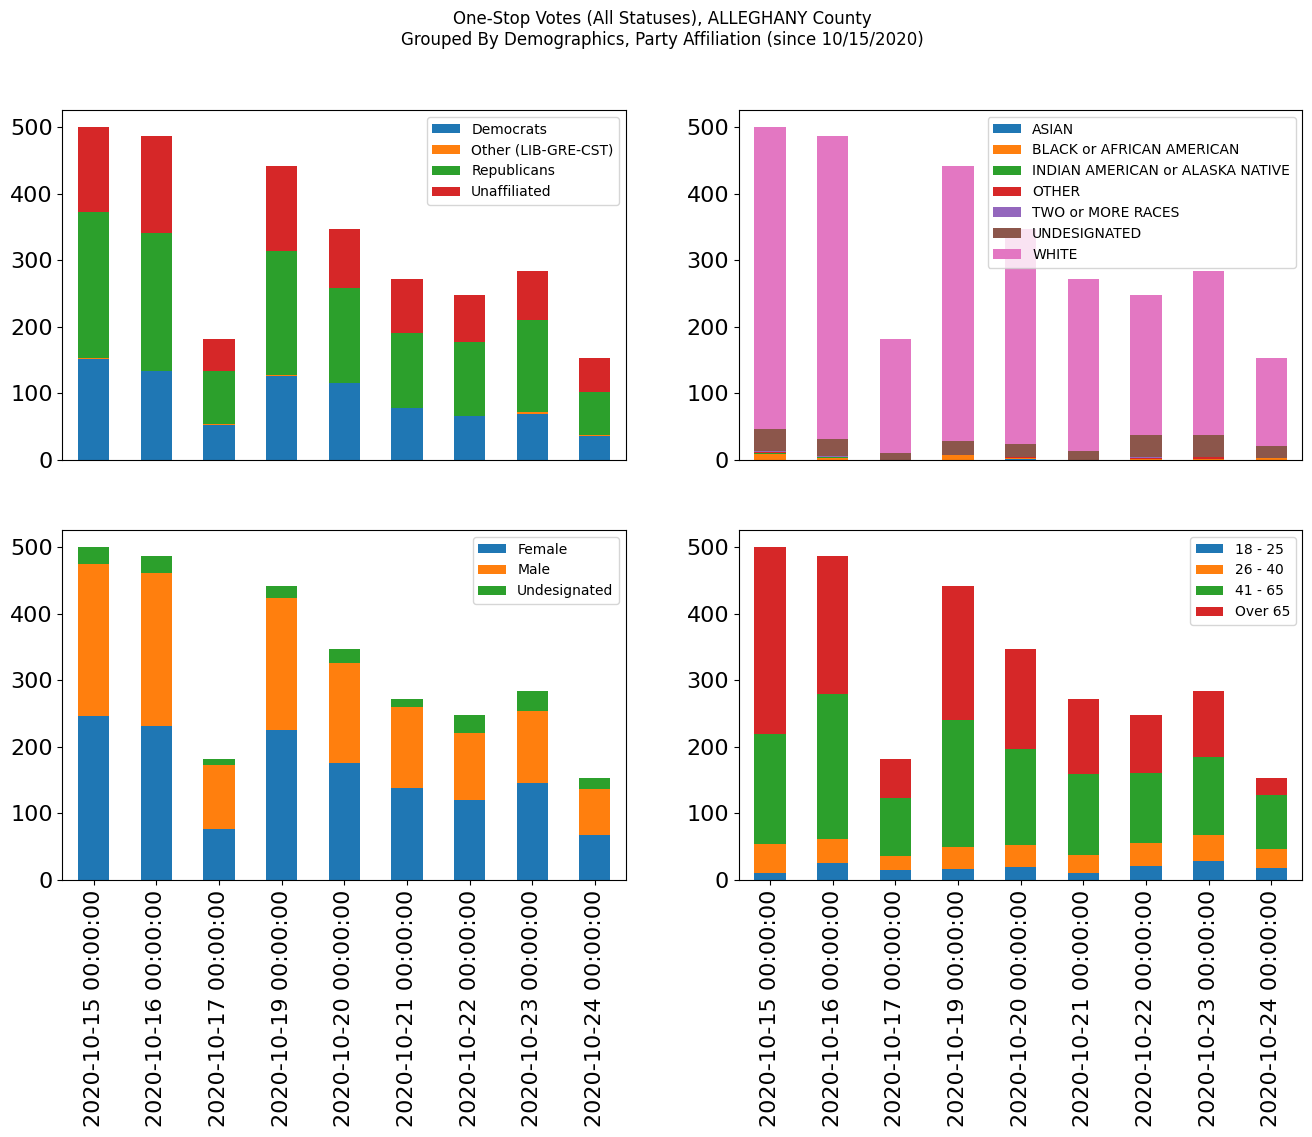 One-Stop Votes (All Statuses), ALLEGHANY County
Grouped By Demographics, Party Affiliation (since 10/15/2020)
500
400
300
200
100
0
Democrats
Other (LIB-GRE-CST)
Republicans
Unaffiliated
500
400
300
200
100
0
ASIAN
BLACK or AFRICAN AMERICAN
INDIAN AMERICAN or ALASKA NATIVE
OTHER
TWO or MORE RACES
UNDESIGNATED
WHITE
500
400
300
200
100
0
Female
Male
Undesignated
2020-10-15 00:00:00
2020-10-16 00:00:00
2020-10-17 00:00:00
2020-10-19 00:00:00
2020-10-20 00:00:00
2020-10-21 00:00:00
2020-10-22 00:00:00
2020-10-23 00:00:00
2020-10-24 00:00:00
500
400
300
200
100
0
18 - 25
26 - 40
41 - 65
Over 65
2020-10-15 00:00:00
2020-10-16 00:00:00
2020-10-17 00:00:00
2020-10-19 00:00:00
2020-10-20 00:00:00
2020-10-21 00:00:00
2020-10-22 00:00:00
2020-10-23 00:00:00
2020-10-24 00:00:00